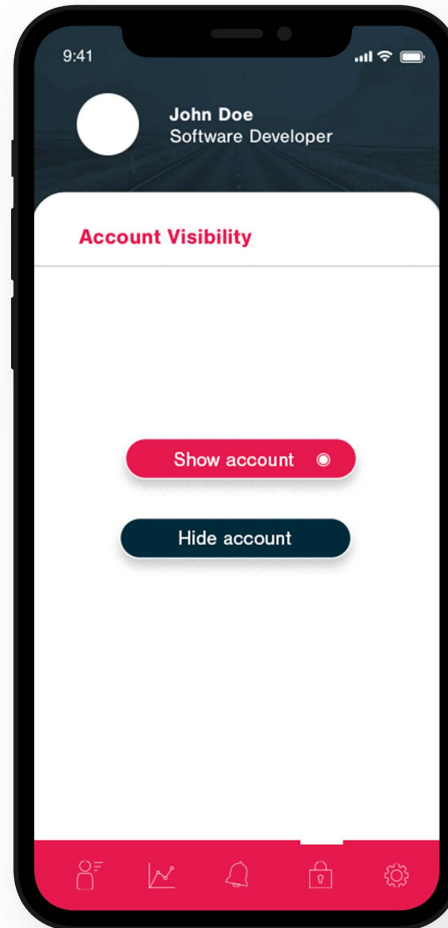 9:41
John Doe
Software Developer
Account Visibility
Show account
Hide account